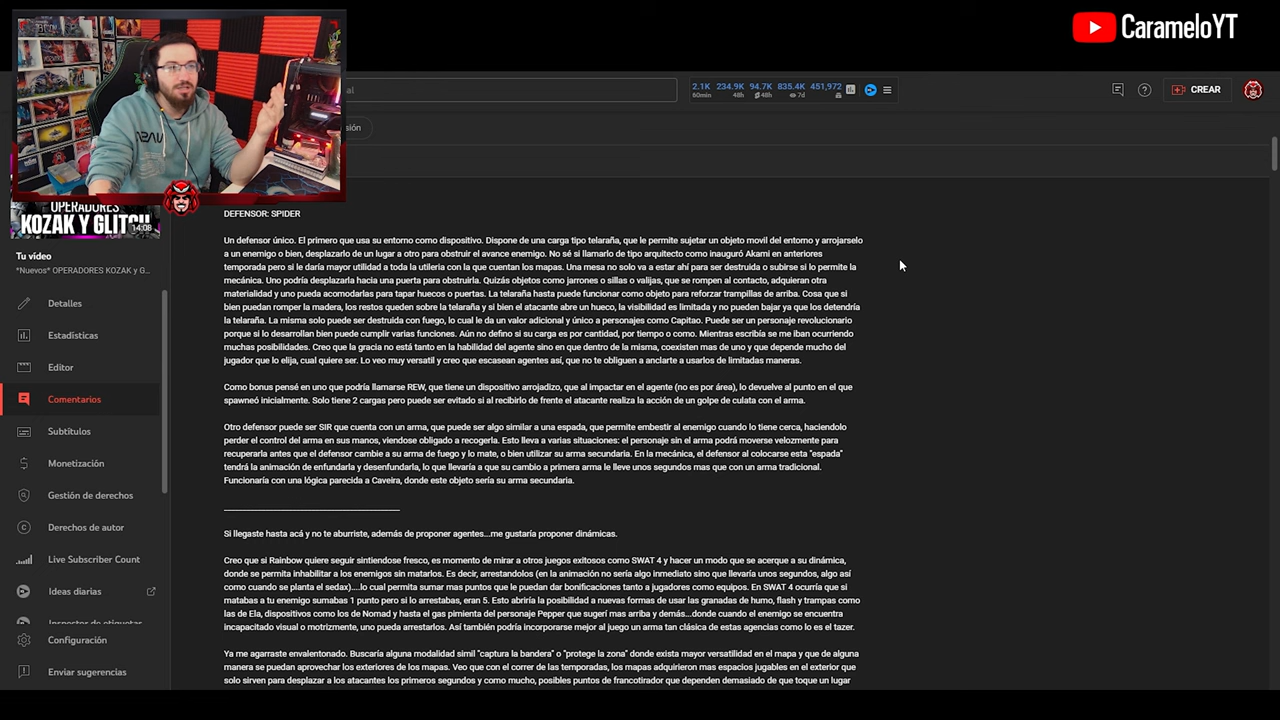 CarameloYT
al
2.1K 234.9K 94.7K 835.4K 451,972
60min 48h 48h 7d
CREAR
sión
OPERADORES
KOZAK Y GLITCH
14:08
Tu vídeo
*Nuevos* OPERADORES KOZAK y G...
Detalles
Estadísticas
Editor
Comentarios
Subtítulos
Monetización
Gestión de derechos
Derechos de autor
Live Subscriber Count
Ideas diarias
Inspector de etiquetas
Configuración
Enviar sugerencias
DEFENSOR: SPIDER
Un defensor único. El primero que usa su entorno como dispositivo. Dispone de una carga tipo telaraña, que le permite sujetar un objeto movil del entorno y arrojarselo
a un enemigo o bien, desplazarlo de un lugar a otro para obstruir el avance enemigo. No sé si llamarlo de tipo arquitecto como inauguró Akami en anteriores
temporada pero si le daría mayor utilidad a toda la utileria con la que cuentan los mapas. Una mesa no solo va a estar ahí para ser destruida o subirse si lo permite la
mecánica. Uno podría desplazarla hacia una puerta para obstruirla. Quizás objetos como jarrones o sillas o valijas, que se rompen al contacto, adquieran otra
materialidad y uno pueda acomodarlas para tapar huecos o puertas. La telaraña hasta puede funcionar como objeto para reforzar trampillas de arriba. Cosa que si
bien puedan romper la madera, los restos queden sobre la telaraña y si bien el atacante abre un hueco, la visibilidad es limitada y no pueden bajar ya que los detendría
la telaraña. La misma solo puede ser destruida con fuego, lo cual le da un valor adicional y único a personajes como Capitao. Puede ser un personaje revolucionario
porque si lo desarrollan bien puede cumplir varias funciones. Aún no defino si su carga es por cantidad, por tiempo o como. Mientras escribía se me iban ocurriendo
muchas posibilidades. Creo que la gracia no está tanto en la habilidad del agente sino en que dentro de la misma, coexisten mas de uno y que depende mucho del
jugador que lo elija, cual quiere ser. Lo veo muy versatil y creo que escasean agentes así, que no te obliguen a anclarte a usarlos de limitadas maneras.
Como bonus pensé en uno que podría llamarse REW, que tiene un dispositivo arrojadizo, que al impactar en el agente (no es por área), lo devuelve al punto en el que
spawneó inicialmente. Solo tiene 2 cargas pero puede ser evitado si al recibirlo de frente el atacante realiza la acción de un golpe de culata con el arma.
Otro defensor puede ser SIR que cuenta con un arma, que puede ser algo similar a una espada, que permite embestir al enemigo cuando lo tiene cerca, haciendolo
perder el control del arma en sus manos, viendose obligado a recogerla. Esto lleva a varias situaciones: el personaje sin el arma podrá moverse velozmente para
recuperarla antes que el defensor cambie a su arma de fuego y lo mate, o bien utilizar su arma secundaria. En la mecánica, el defensor al colocarse esta "espada"
tendrá la animación de enfundarla y desenfundarla, lo que llevaría a que su cambio a primera arma le lleve unos segundos mas que con un arma tradicional.
Funcionaría con una lógica parecida a Caveira, donde este objeto sería su arma secundaria.
Si llegaste hasta acá y no te aburriste, además de proponer agentes...me gustaría proponer dinámicas.
Creo que si Rainbow quiere seguir sintiendose fresco, es momento de mirar a otros juegos exitosos como SWAT 4 y hacer un modo que se acerque a su dinámica,
donde se permita inhabilitar a los enemigos sin matarlos. Es decir, arrestandolos (en la animación no sería algo inmediato sino que llevaría unos segundos, algo así
como cuando se planta el sedax)....lo cual permita sumar mas puntos que le puedan dar bonificaciones tanto a jugadores como equipos. En SWAT 4 ocurría que si
matabas a tu enemigo sumabas 1 punto pero si lo arrestabas, eran 5. Esto abriría la posibilidad a nuevas formas de usar las granadas de humo, flash y trampas como
las de Ela, dispositivos como los de Nomad y hasta el gas pimienta del personaje Pepper que sugerí mas arriba y demás...donde cuando el enemigo se encuentra
incapacitado visual o motrizmente, uno pueda arrestarlos. Así también podría incorporarse mejor al juego un arma tan clásica de estas agencias como lo es el tazer.
Ya me agarraste envalentonado. Buscaría alguna modalidad simil "captura la bandera" o "protege la zona" donde exista mayor versatilidad en el mapa y que de alguna
manera se puedan aprovechar los exteriores de los mapas. Veo que con el correr de las temporadas, los mapas adquirieron mas espacios jugables en el exterior que
solo sirven para desplazar a los atacantes los primeros segundos y como mucho, posibles puntos de francotirador que dependen demasiado de que toque un lugar